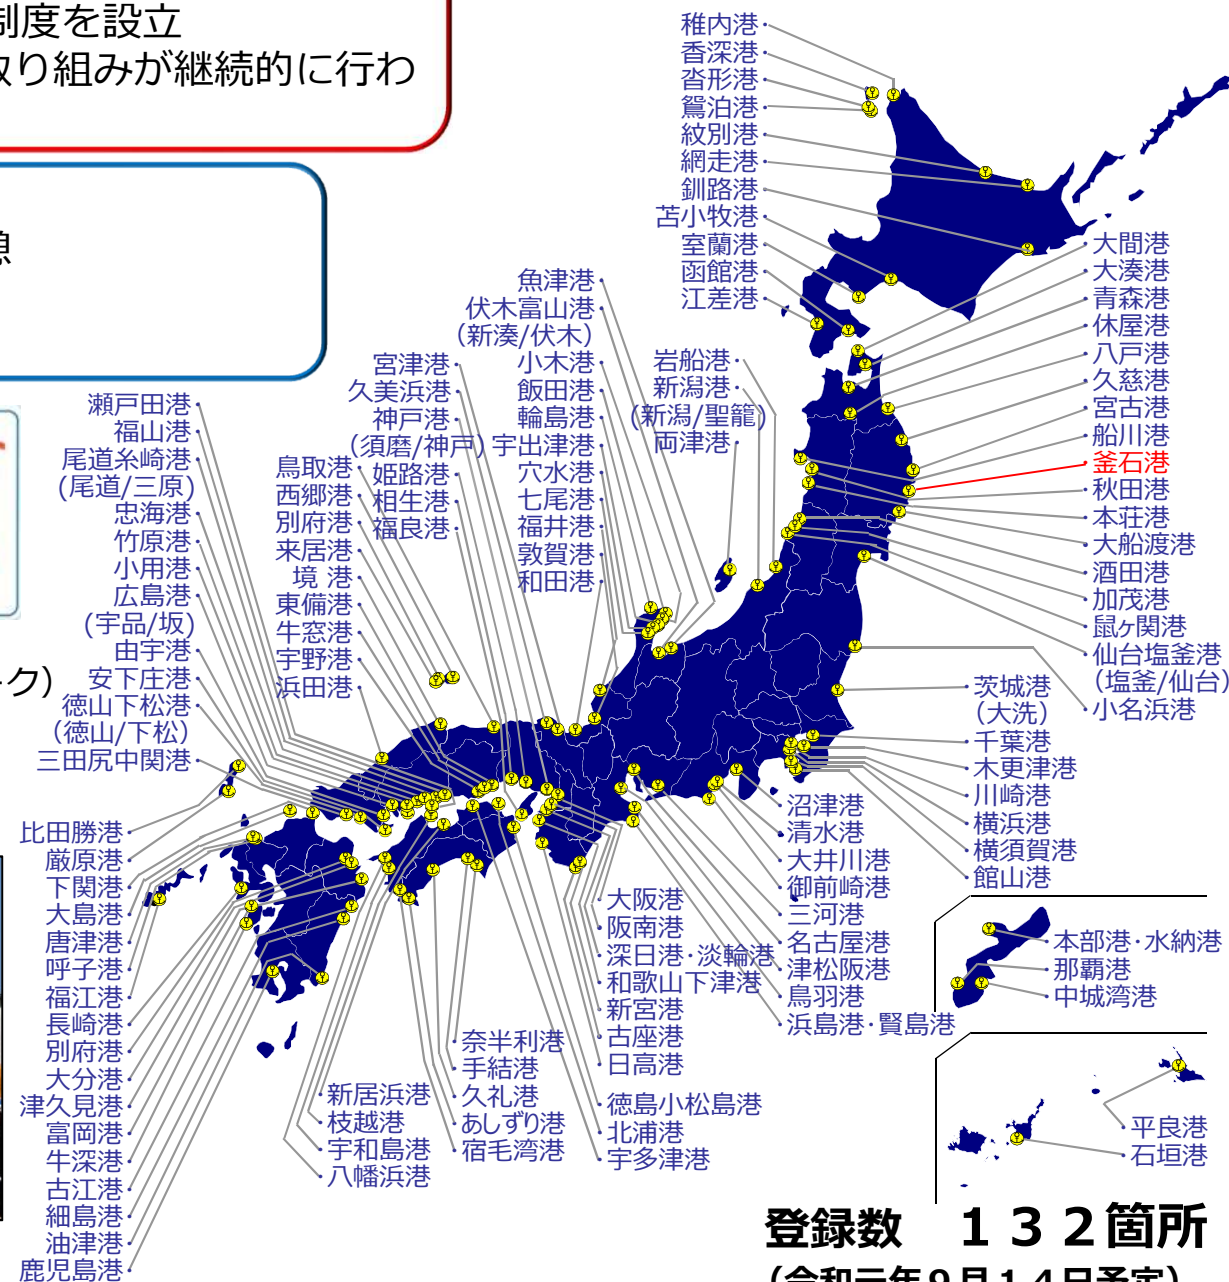 制度を設立
取り組みが継続的に行わ
憩
ーク)
稚内港
香深港
沓形港
鴛泊港
紋別港
網走港
釧路港
苫小牧港
室蘭港
函館港
江差港
大間港
大湊港
青森港
休屋港
八戸港
久慈港
宮古港
船川港
釜石港
秋田港
本荘港
大船渡港
酒田港
加茂港
鼠ヶ関港
仙台塩釜港
(塩釜/仙台)
小名浜港
魚津港
伏木富山港
(新湊/伏木)
小木港
飯田港
輪島港
宇出津港
穴水港
七尾港
福井港
敦賀港
和田港
岩船港
新潟港
(新潟/聖籠)
両津港
宮津港
久美浜港
神戸港
(須磨/神戸)
姫路港
相生港
福良港
鳥取港
西郷港
別府港
来居港
境 港
東備港
牛窓港
宇野港
浜田港
瀬戸田港
福山港
尾道糸崎港
(尾道/三原)
忠海港
竹原港
小用港
広島港
(宇品/坂)
由宇港
安下庄港
徳山下松港
(徳山/下松)
三田尻中関港
比田勝港
厳原港
下関港
大島港
唐津港
呼子港
福江港
長崎港
別府港
大分港
津久見港
富岡港
牛深港
古江港
細島港
油津港
鹿児島港
新居浜港
枝越港
宇和島港
八幡浜港
奈半利港
手結港
久礼港
あしずり港
宿毛湾港
大阪港
阪南港
深日港・淡輪港
和歌山下津港
新宮港
古座港
日高港
徳島小松島港
北浦港
宇多津港
茨城港
(大洗)
千葉港
木更津港
川崎港
横浜港
横須賀港
館山港
沼津港
清水港
大井川港
御前崎港
三河港
名古屋港
津松阪港
鳥羽港
浜島港・賢島港
本部港・水納港
那覇港
中城湾港
平良港
石垣港
登録数 132箇所
(令和元年9月14日予定)